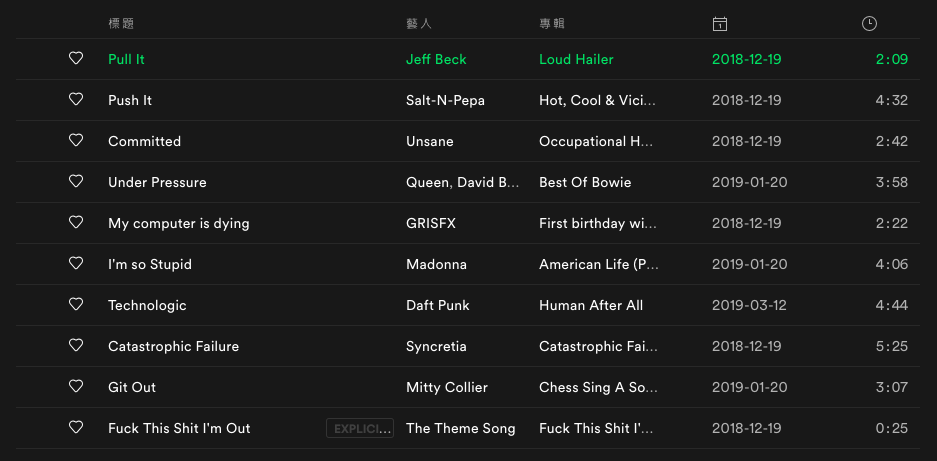 標題 藝人 專輯
Pull It Jeff Beck Loud Hailer 2018-12-19 2:09
Push It Salt-N-Pepa Hot, Cool & Vici... 2018-12-19 4:32
Committed Unsane Occupational H... 2018-12-19 2:42
Under Pressure Queen, David B... Best Of Bowie 2019-01-20 3:58
My computer is dying GRISFX First birthday wi... 2018-12-19 2:22
I'm so Stupid Madonna American Life (P... 2019-01-20 4:06
Technologic Daft Punk Human After All 2019-03-12 4:44
Catastrophic Failure Syncretia Catastrophic Fai... 2018-12-19 5:25
Git Out Mitty Collier Chess Sing A So... 2019-01-20 3:07
Fuck This Shit I'm Out EXPLICI... The Theme Song Fuck This Shit I'... 2018-12-19 0:25